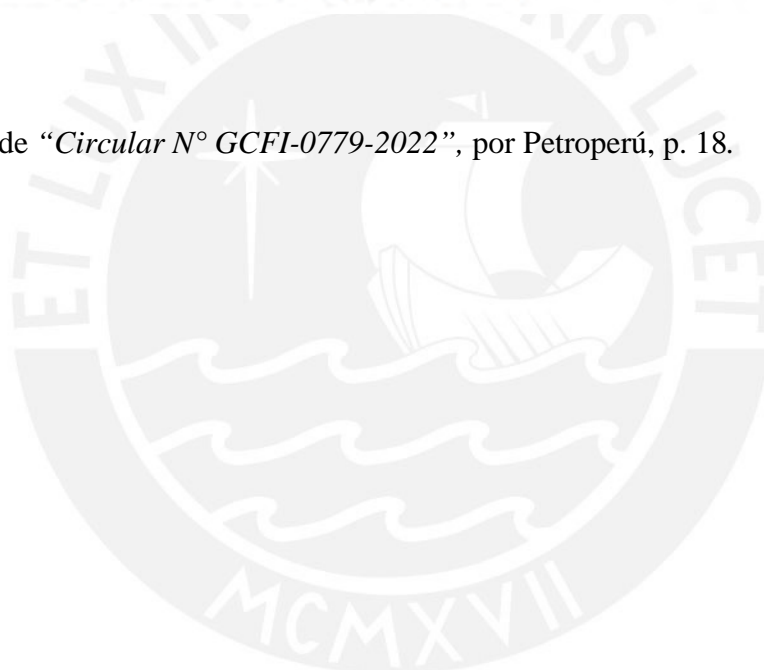 de “Circular N° GCFI-0779-2022”, por Petroperú, p. 18.
ET LUX IN TENEBRIS LUCET
MCMXVII